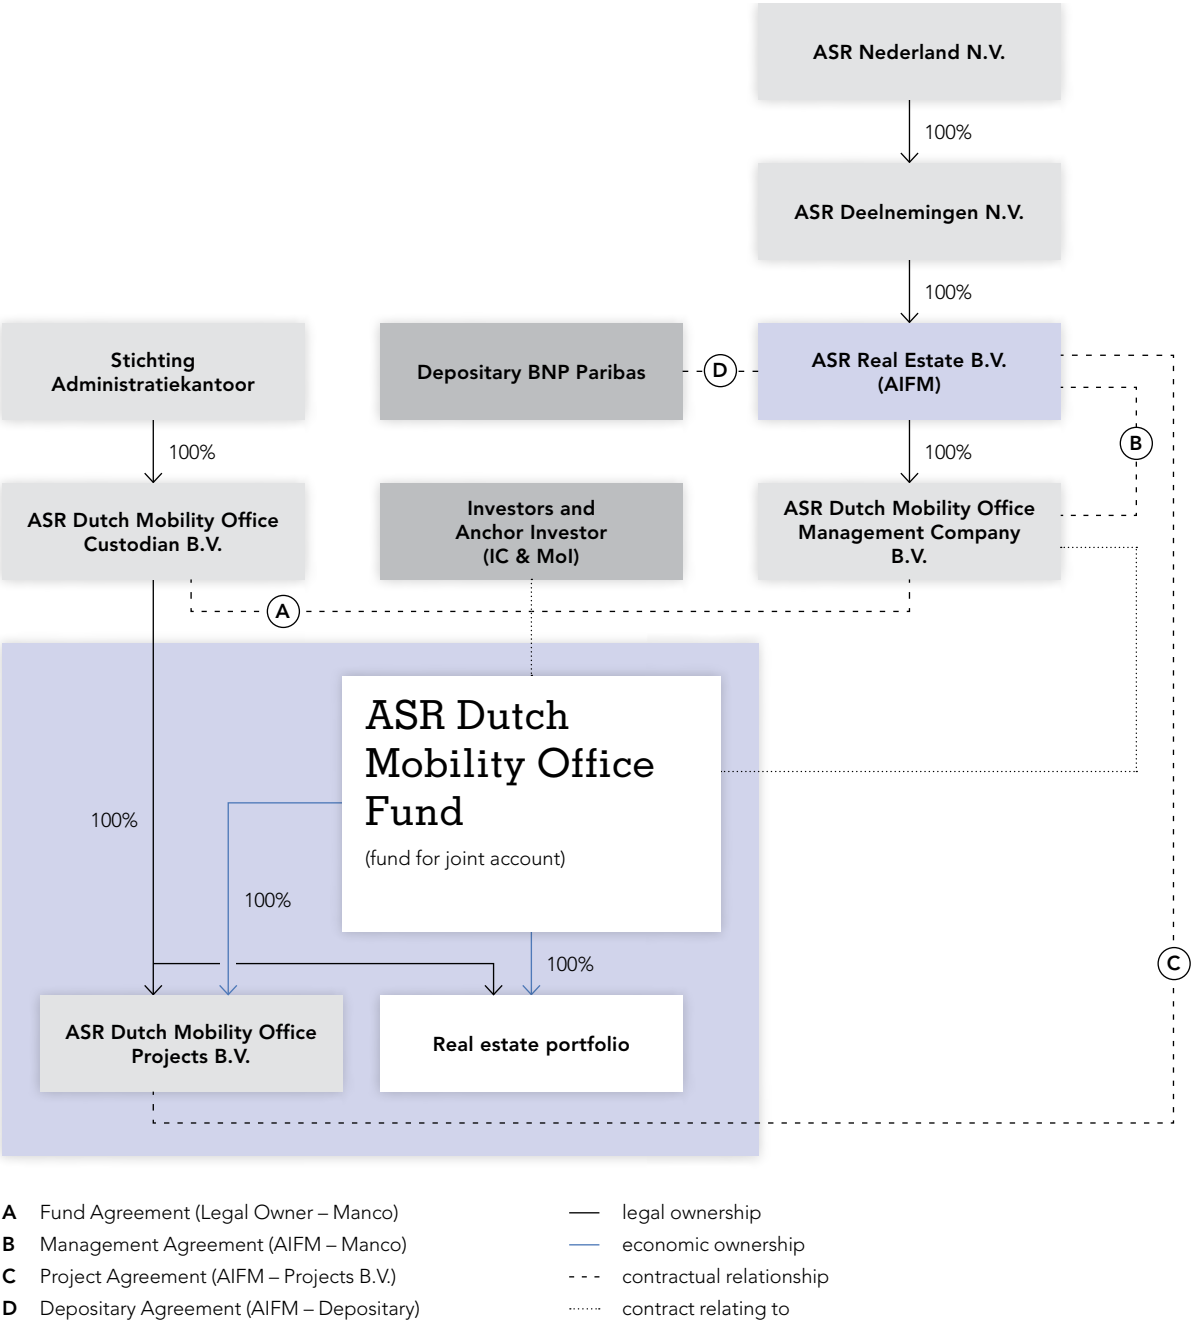 ASR Nederland N.V.
100%
ASR Deelnemingen N.V.
100%
Stichting
Administratiekantoor
Depositary BNP Paribas
D
ASR Real Estate B.V.
(AIFM)
100%
100%
B
ASR Dutch Mobility Office
Custodian B.V.
Investors and
Anchor Investor
(IC & MoI)
ASR Dutch Mobility Office
Management Company
B.V.
A
ASR Dutch
Mobility Office
Fund
(fund for joint account)
100%
100%
100%
C
ASR Dutch Mobility Office
Projects B.V.
Real estate portfolio
A Fund Agreement (Legal Owner – Manco)
B Management Agreement (AIFM – Manco)
C Project Agreement (AIFM – Projects B.V.)
D Depositary Agreement (AIFM – Depositary)
legal ownership
economic ownership
contractual relationship
contract relating to